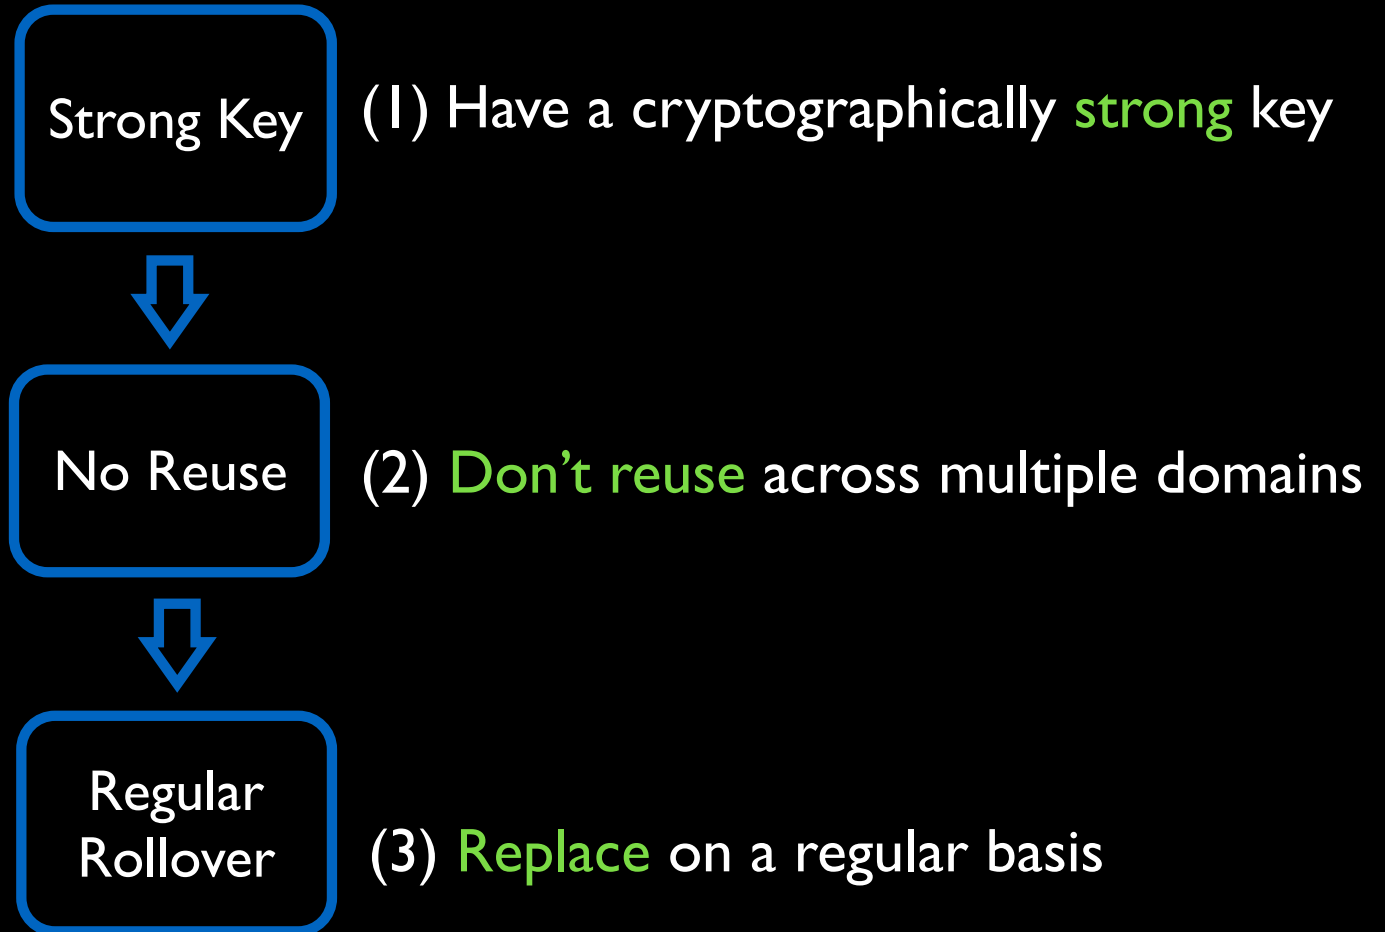 Strong Key
(1) Have a cryptographically strong key
No Reuse
(2) Don’t reuse across multiple domains
Regular
Rollover
(3) Replace on a regular basis